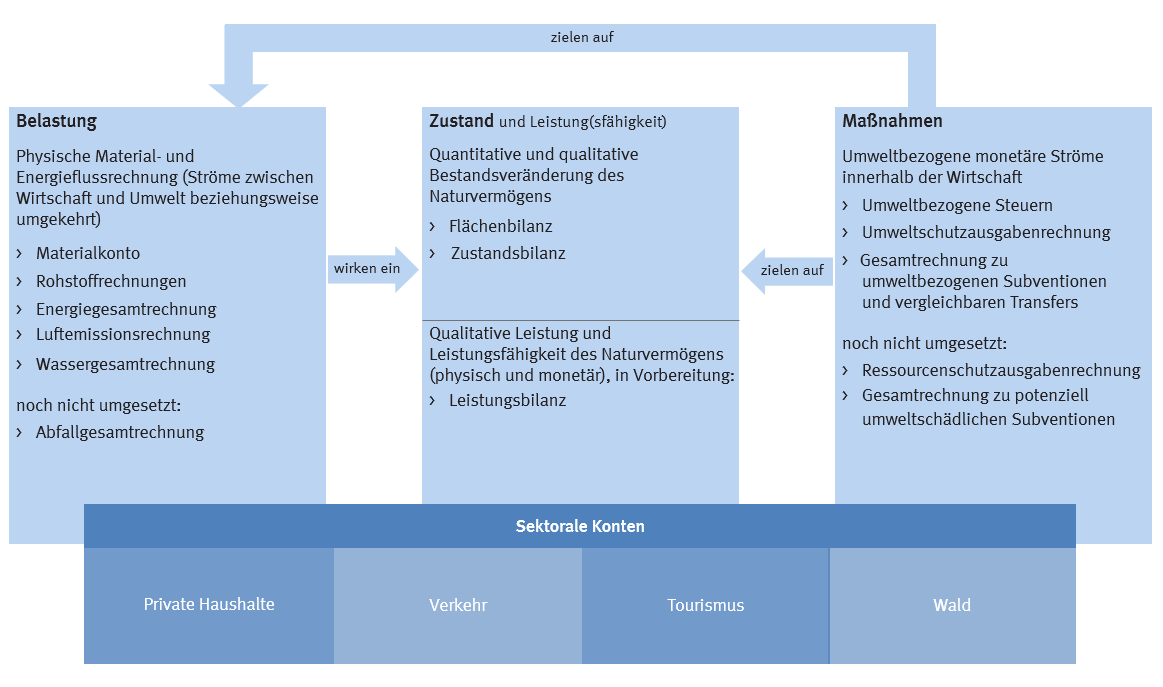 zielen auf
Belastung
Physische Material- und
Energieflussrechnung (Ströme zwischen
Wirtschaft und Umwelt beziehungsweise
umgekehrt)
› Materialkonto
› Rohstoffrechnungen
› Energiegesamtrechnung
› Luftemissionsrechnung
› Wassergesamtrechnung
noch nicht umgesetzt:
› Abfallgesamtrechnung
wirken ein
Zustand und Leistung(sfähigkeit)
Quantitative und qualitative
Bestandsveränderung des
Naturvermögens
› Flächenbilanz
› Zustandsbilanz
Qualitative Leistung und
Leistungsfähigkeit des Naturvermögens
(physisch und monetär), in Vorbereitung:
› Leistungsbilanz
zielen auf
Maßnahmen
Umweltbezogene monetäre Ströme
innerhalb der Wirtschaft
› Umweltbezogene Steuern
› Umweltschutzausgabenrechnung
› Gesamtrechnung zu
umweltbezogenen Subventionen
und vergleichbaren Transfers
noch nicht umgesetzt:
› Ressourcenschutzausgabenrechnung
› Gesamtrechnung zu potenziell
umweltschädlichen Subventionen
Sektorale Konten
Private Haushalte
Verkehr
Tourismus
Wald